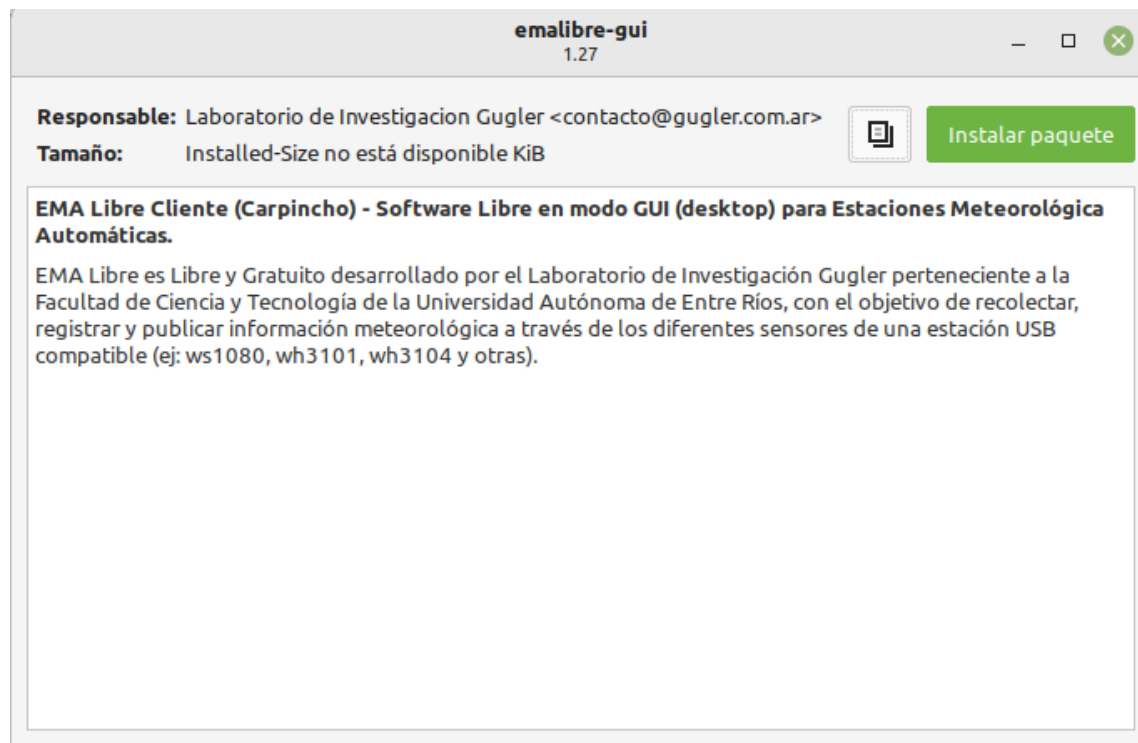 emalibre-gui
1.27
Responsable: Laboratorio de Investigacion Gugler <contacto@gugler.com.ar>
Instalar paquete
Tamaño: Installed-Size no está disponible KiB
EMA Libre Cliente (Carpincho) - Software Libre en modo GUI (desktop) para Estaciones Meteorológica
Automáticas.
EMA Libre es Libre y Gratuito desarrollado por el Laboratorio de Investigación Gugler perteneciente a la
Facultad de Ciencia y Tecnología de la Universidad Autónoma de Entre Ríos, con el objetivo de recolectar,
registrar y publicar información meteorológica a través de los diferentes sensores de una estación USB
compatible (ej: ws1080, wh3101, wh3104 y otras).